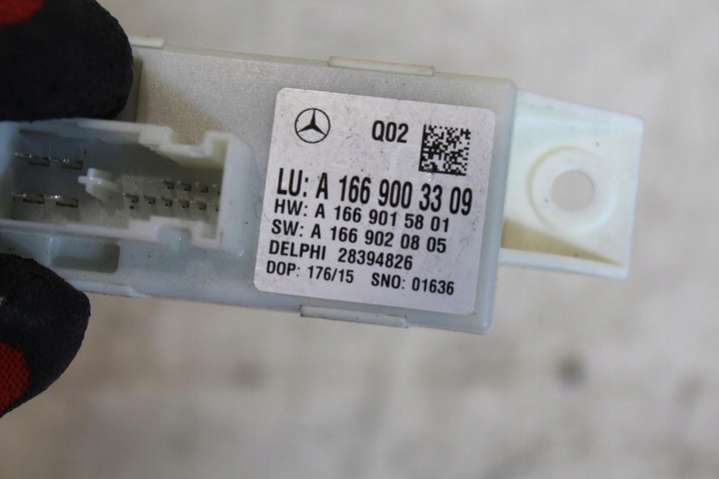 Q02
LU: A 166 900 33 09
HW: A 166 901 58 01
SW: A 166 902 08 05
DELPHI 28394826
DOP: 176/15 SNO: 01636